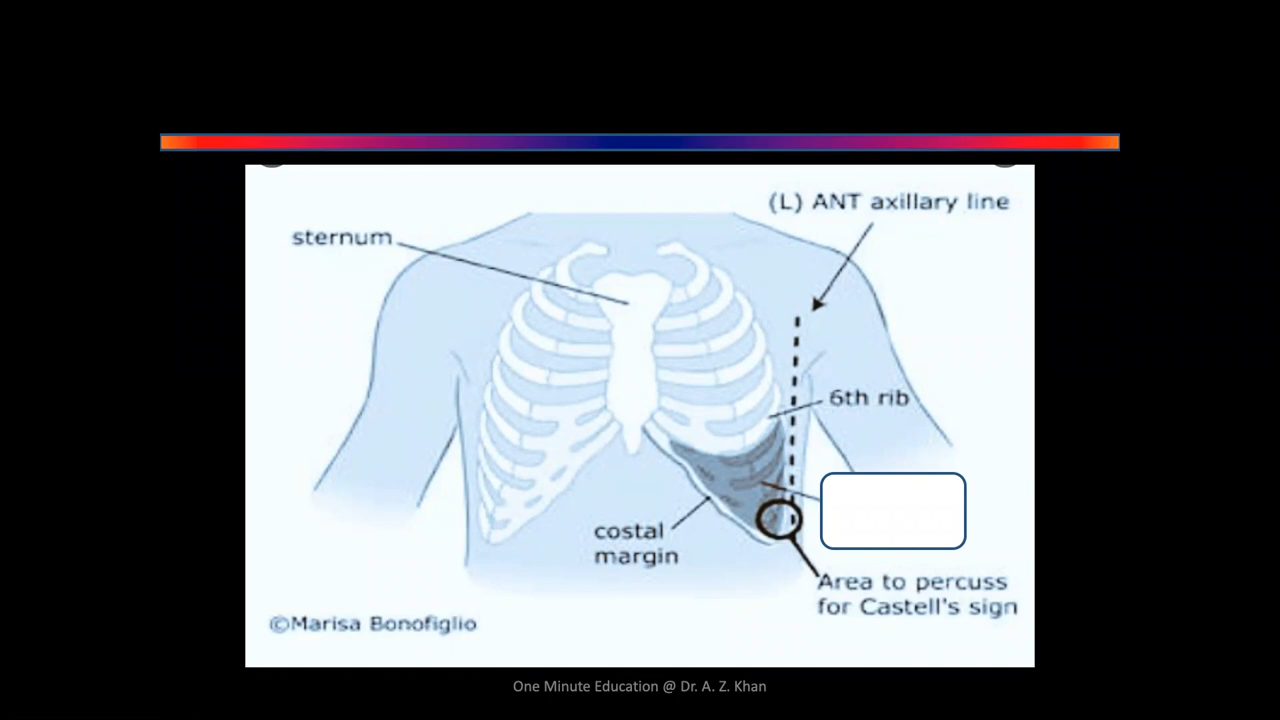 (L) ANT axillary line
sternum
6th rib
costal
margin
Area to percuss
for Castell's sign
©Marisa Bonofiglio
One Minute Education @ Dr. A. Z. Khan